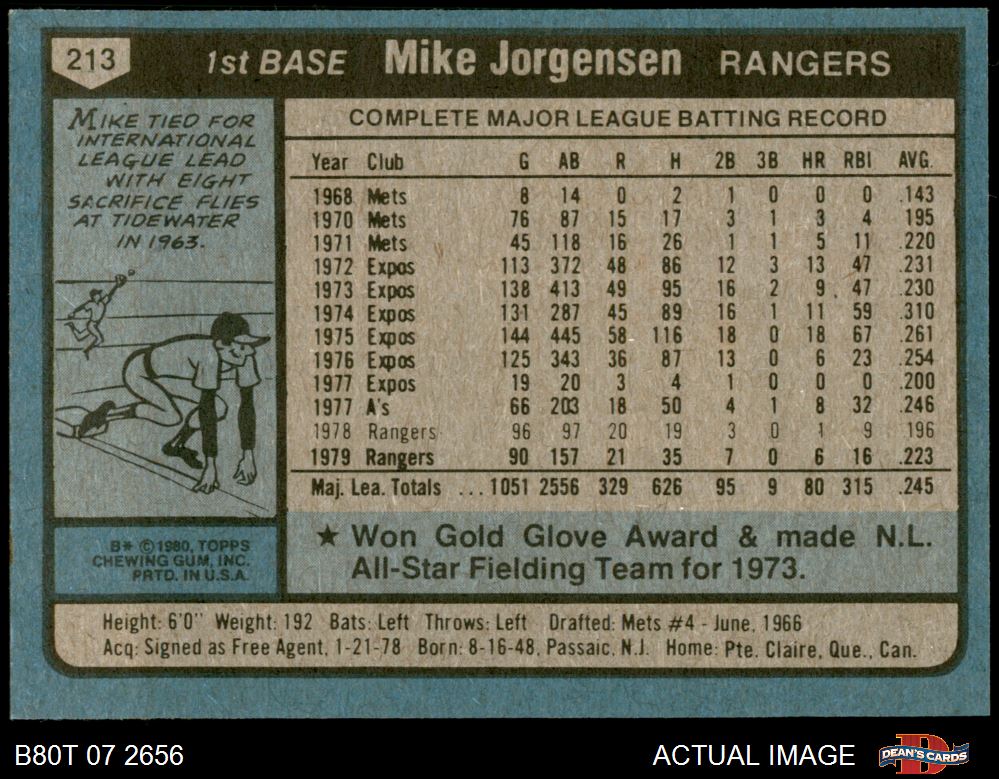 213 1st BASE Mike Jorgensen RANGERS
MIKE TIED FOR
INTERNATIONAL
LEAGUE LEAD
WITH EIGHT
SACRIFICE FLIES
AT TIDEWATER
IN 1963.
COMPLETE MAJOR LEAGUE BATTING RECORD
Year Club G AB R H 2B 3B HR RBI AVG.
1968 Mets 8 14 0 2 1 0 0 0 .143
1970 Mets 76 87 15 17 3 1 3 4 195
1971 Mets 45 118 16 26 1 1 5 11 .220
1972 Expos 113 372 48 86 12 3 13 47 .231
1973 Expos 138 413 49 95 16 2 9 47 .230
1974 Expos 131 287 45 89 16 1 11 59 .310
1975 Expos 144 445 58 116 18 0 18 67 .261
1976 Expos 125 343 36 87 13 0 6 23 .254
1977 Expos 19 20 3 4 1 0 0 0 .200
1977 A's 66 203 18 50 4 1 8 32 .246
1978 Rangers 96 97 20 19 3 0 1 9 196
1979 Rangers 90 157 21 35 7 0 6 16 .223
Maj. Lea. Totals ...1051 2556 329 626 95 9 80 315 .245
★ Won Gold Glove Award & made N.L.
All-Star Fielding Team for 1973.
B* ©1980, TOPPS
CHEWING GUM, INC.
PRTD. IN U.S.A.
Height: 6'0" Weight: 192 Bats: Left Throws: Left Drafted: Mets #4 - June, 1966
Acq: Signed as Free Agent, 1-21-78 Born: 8-16-48, Passaic, N.J. Home: Pte. Claire, Que., Can.
B80T 07 2656 ACTUAL IMAGE D DEAN'S CARDS